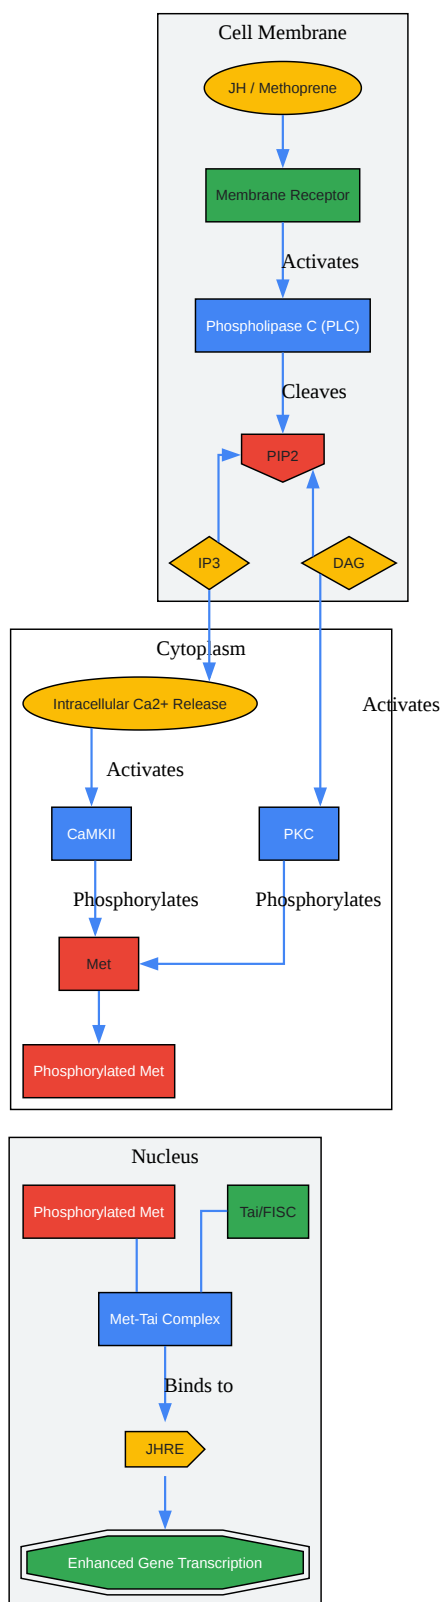 Cell Membrane
JH / Methoprene
Membrane Receptor
Activates
Phospholipase C (PLC)
Cleaves
PIP2
IP3
DAG
Cytoplasm
Intracellular Ca2+ Release
Activates
Activates
CaMKII
PKC
Phosphorylates
Phosphorylates
Met
Phosphorylated Met
Nucleus
Phosphorylated Met
Tai/FISC
Met-Tai Complex
Binds to
JHRE
Enhanced Gene Transcription